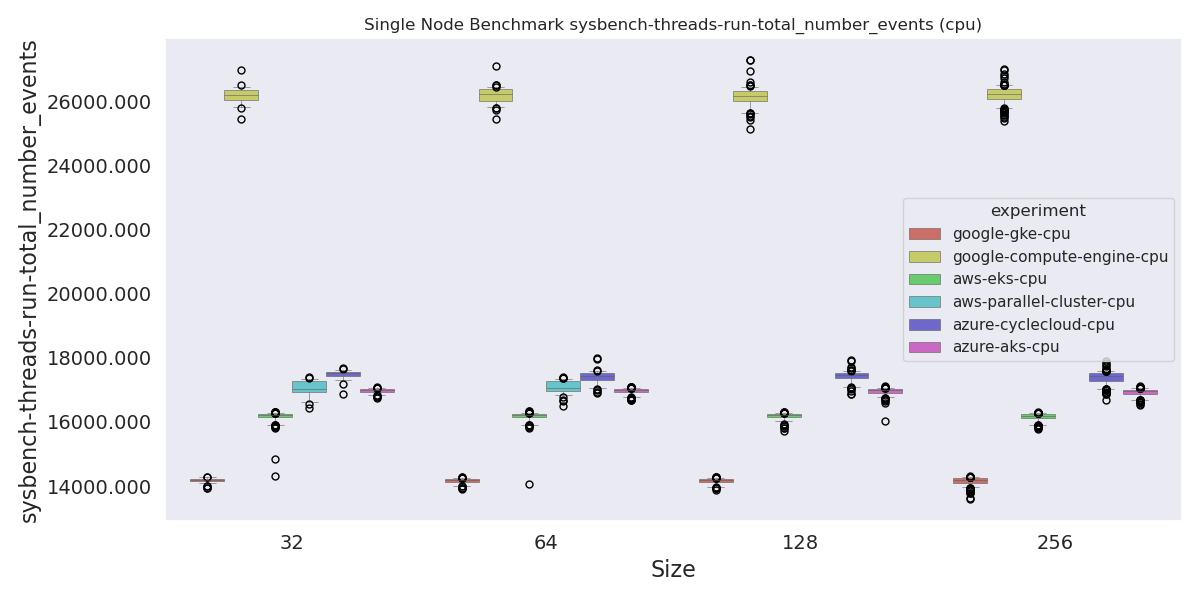 Single Node Benchmark sysbench-threads-run-total_number_events (cpu)
sysbench-threads-run-total_number_events
26000.000
24000.000
22000.000
20000.000
18000.000
16000.000
14000.000
experiment
google-gke-cpu
google-compute-engine-cpu
aws-eks-cpu
aws-parallel-cluster-cpu
azure-cyclecloud-cpu
azure-aks-cpu
32
64
128
256
Size